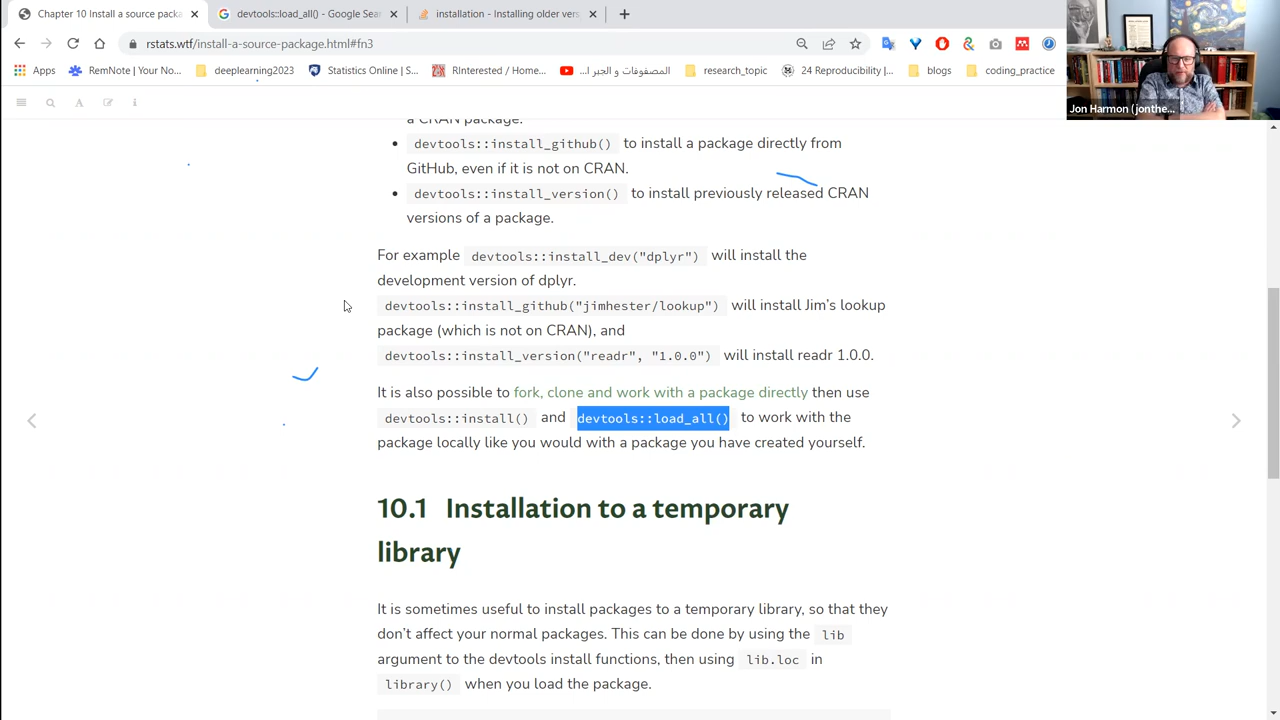 Chapter 10 Install a source packa
devtools::load_all() - Google Sea
installation - Installing older ver
rstats.wtf/install-a-source-package.html#fn3
Apps
RemNote (Your No...
deeplearning2023
Statistics Online | S...
RInterested / Ho...
المصفوفات و الجبر ا...
research_topic
24 Reproducibility |...
blogs
coding_practice
Jon Harmon (jonthe...
a CRAN package.
• devtools::install_github() to install a package directly from
GitHub, even if it is not on CRAN.
• devtools::install_version() to install previously released CRAN
versions of a package.
For example devtools::install_dev("dplyr") will install the
development version of dplyr.
devtools::install_github("jimhester/lookup") will install Jim's lookup
package (which is not on CRAN), and
devtools::install_version("readr", "1.0.0") will install readr 1.0.0.
It is also possible to fork, clone and work with a package directly then use
devtools::install() and devtools::load_all() to work with the
package locally like you would with a package you have created yourself.
10.1 Installation to a temporary
library
It is sometimes useful to install packages to a temporary library, so that they
don't affect your normal packages. This can be done by using the lib
argument to the devtools install functions, then using lib.loc in
library() when you load the package.